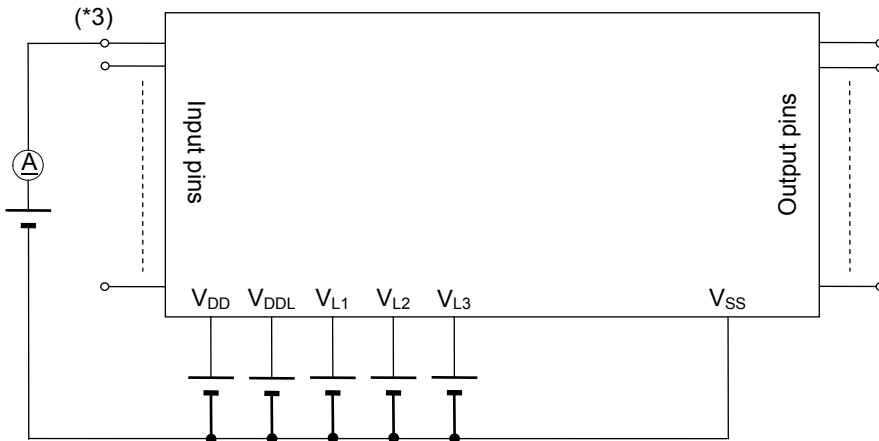 (*3)
A
Input pins
Output pins
VDD VDDL VL1 VL2 VL3 VSS